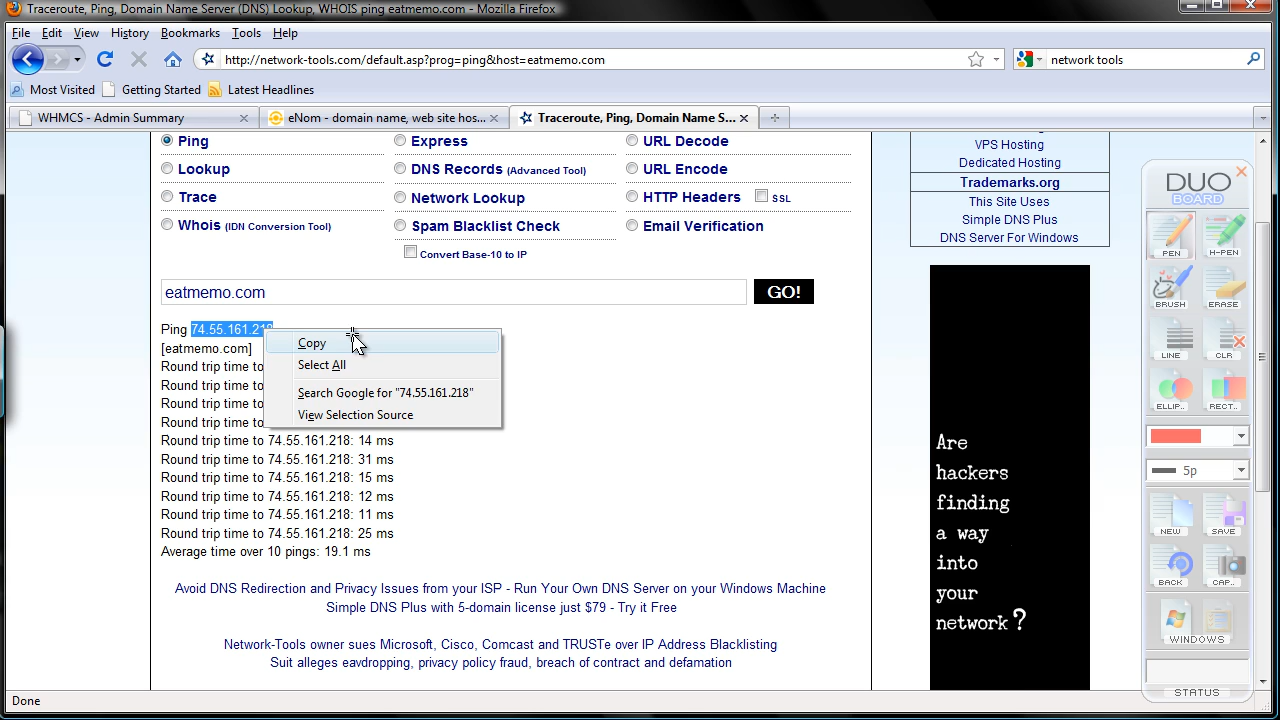 Traceroute, Ping, Domain Name Server (DNS) Lookup, WHOIS ping eatmemo.com - Mozilla Firefox
File Edit View History Bookmarks Tools Help
http://network-tools.com/default.asp?prog=ping&host=eatmemo.com
network tools
Most Visited Getting Started Latest Headlines
WHMCS - Admin Summary
eNom - domain name, web site hos...
Traceroute, Ping, Domain Name S...
Ping Express URL Decode
Lookup DNS Records (Advanced Tool) URL Encode
Trace Network Lookup HTTP Headers SSL
Whois (IDN Conversion Tool) Spam Blacklist Check Email Verification
Convert Base-10 to IP
eatmemo.com GO!
Ping 74.55.161.218
[eatmemo.com]
Round trip time to
Round trip time to
Round trip time to
Round trip time to
Copy
Select All
Search Google for "74.55.161.218"
View Selection Source
Round trip time to 74.55.161.218: 14 ms
Round trip time to 74.55.161.218: 31 ms
Round trip time to 74.55.161.218: 15 ms
Round trip time to 74.55.161.218: 12 ms
Round trip time to 74.55.161.218: 11 ms
Round trip time to 74.55.161.218: 25 ms
Average time over 10 pings: 19.1 ms
Avoid DNS Redirection and Privacy Issues from your ISP - Run Your Own DNS Server on your Windows Machine
Simple DNS Plus with 5-domain license just $79 - Try it Free
Network-Tools owner sues Microsoft, Cisco, Comcast and TRUSTe over IP Address Blacklisting
Suit alleges eavdropping, privacy policy fraud, breach of contract and defamation
VPS Hosting
Dedicated Hosting
Trademarks.org
This Site Uses
Simple DNS Plus
DNS Server For Windows
Are
hackers
finding
a way
into
your
network?
DUO
BOARD
PEN H-PEN
BRUSH ERASE
LINE CLR
ELLIP.. RECT..
5p
NEW SAVE
BACK CAP..
WINDOWS
STATUS
Done